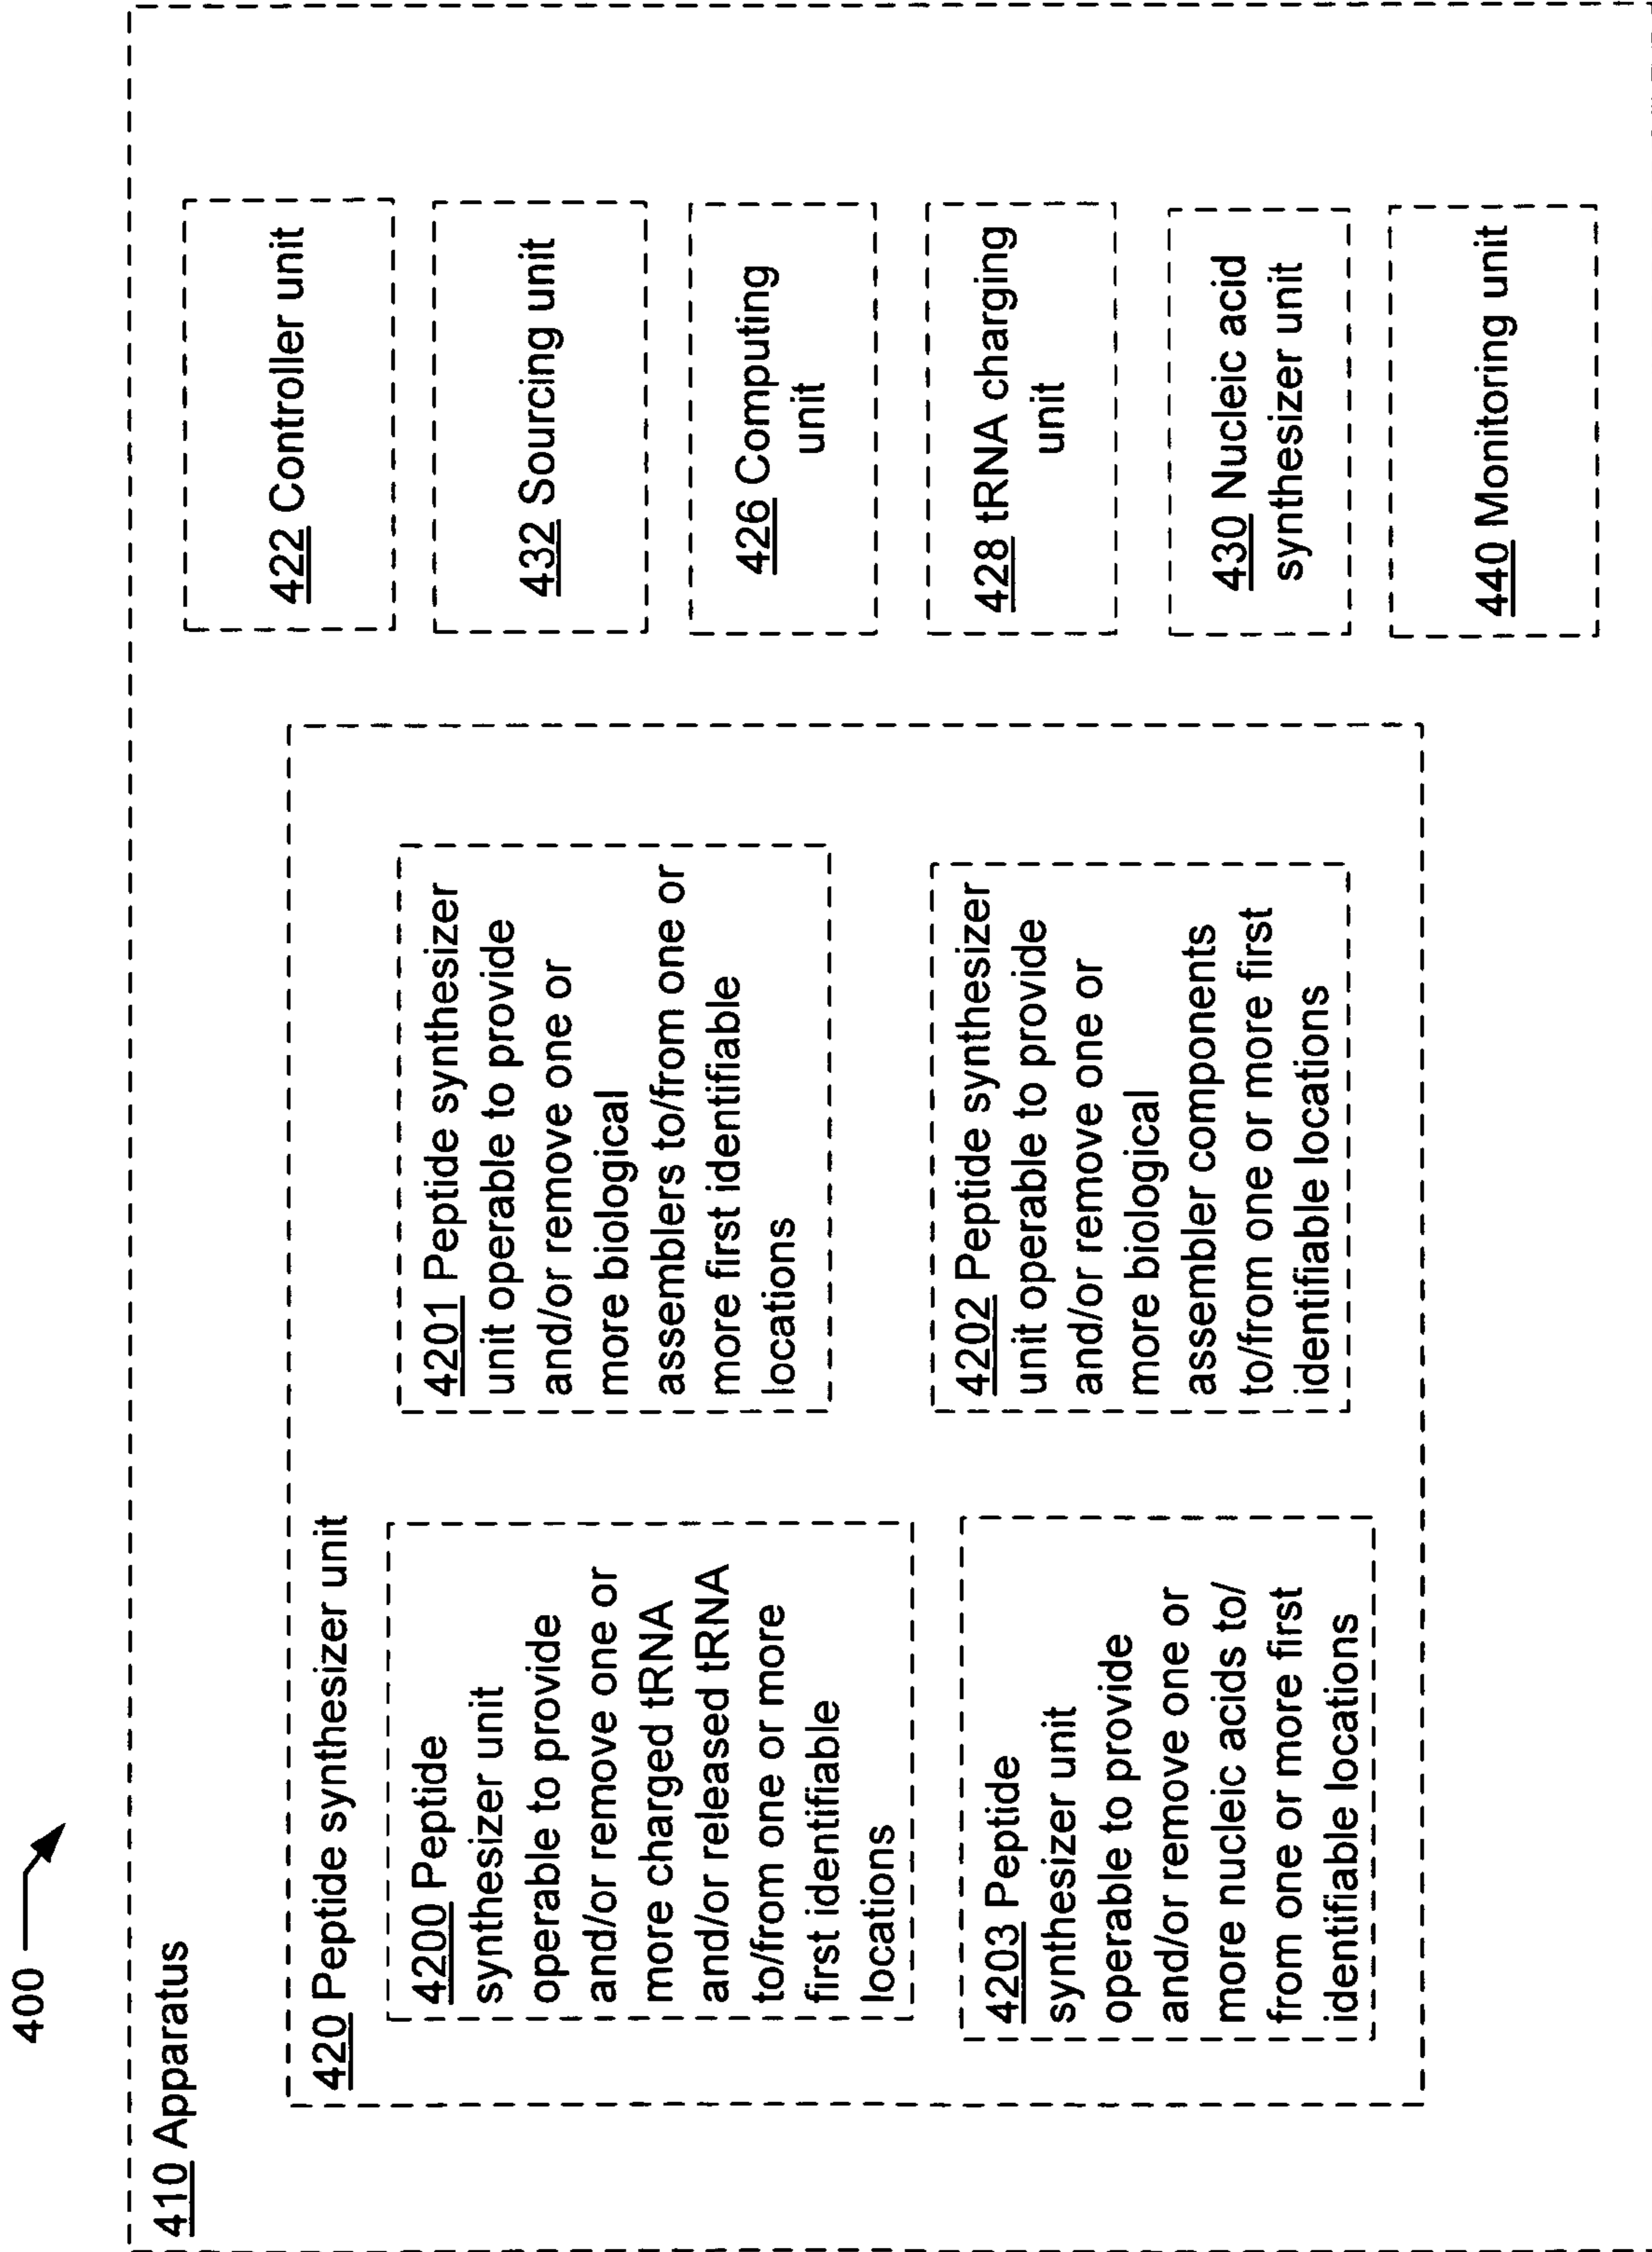 400
410 Apparatus
420 Peptide synthesizer unit
4200 Peptide
synthesizer unit
operable to provide
and/or remove one or
more charged tRNA
and/or released tRNA
to/from one or more
first identifiable
locations
4201 Peptide synthesizer
unit operable to provide
and/or remove one or
more biological
assemblers to/from one or
more first identifiable
locations
4203 Peptide
synthesizer unit
operable to provide
and/or remove one or
more nucleic acids to/
from one or more first
identifiable locations
4202 Peptide synthesizer
unit operable to provide
and/or remove one or
more biological
assembler components
to/from one or more first
identifiable locations
422 Controller unit
432 Sourcing unit
426 Computing
unit
428 tRNA charging
unit
430 Nucleic acid
synthesizer unit
440 Monitoring unit